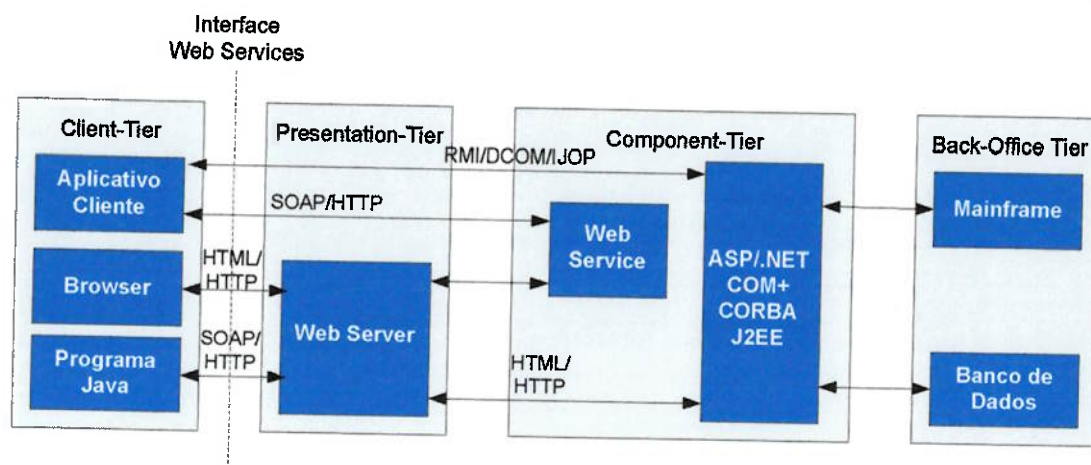 Interface
Web Services
Client-Tier
Presentation-Tier
Component-Tier
Back-Office Tier
RMI/DCOM/IJOP
Aplicativo
Cliente
SOAP/HTTP
Mainframe
Web
Service
HTML/
HTTP
Browser
ASP/.NET
COM+
CORBA
J2EE
Web Server
SOAP/
HTTP
Programa
Java
HTML/
HTTP
Banco de
Dados